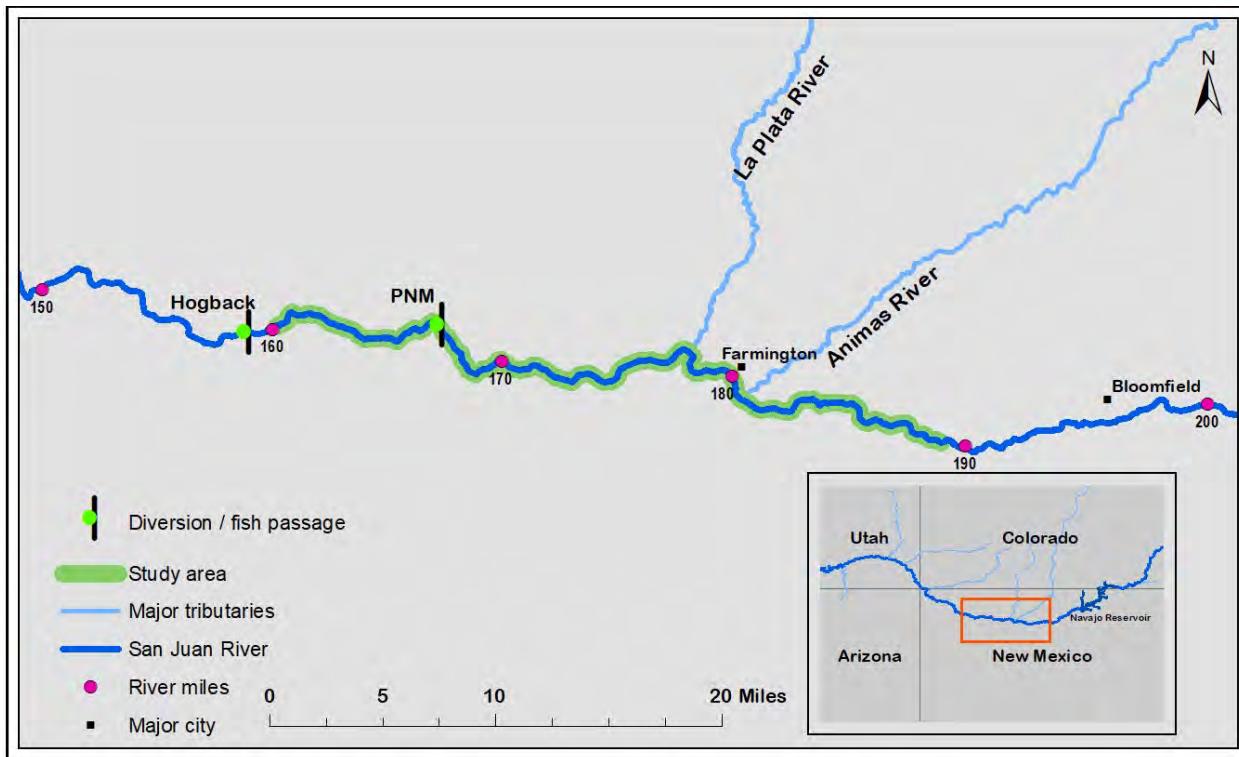 N
La Plata River
Animas River
Hogback
PNM
150
160
170
Farmington
180
Bloomfield
190
200
Diversion / fish passage
Study area
Major tributaries
San Juan River
River miles
Major city
0 5 10 20 Miles
Utah
Colorado
Navajo Reservoir
Arizona
New Mexico